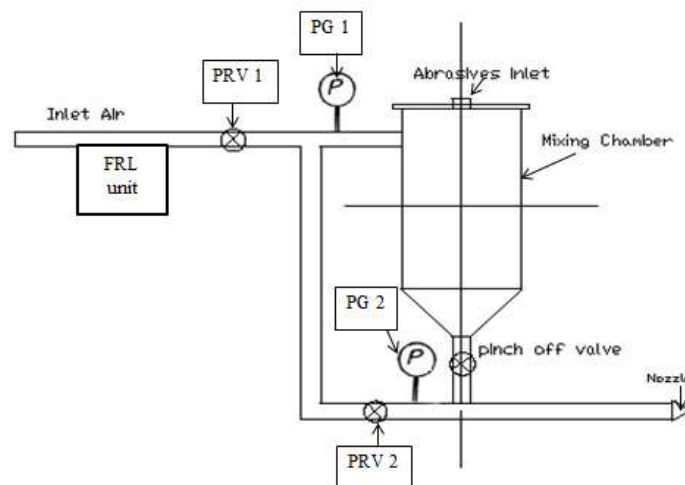 PG 1
PRV 1
Abrasives Inlet
P
Inlet Air
Mixing Chamber
FRL
unit
PG 2
P
pinch off valve
Nozzle
PRV 2